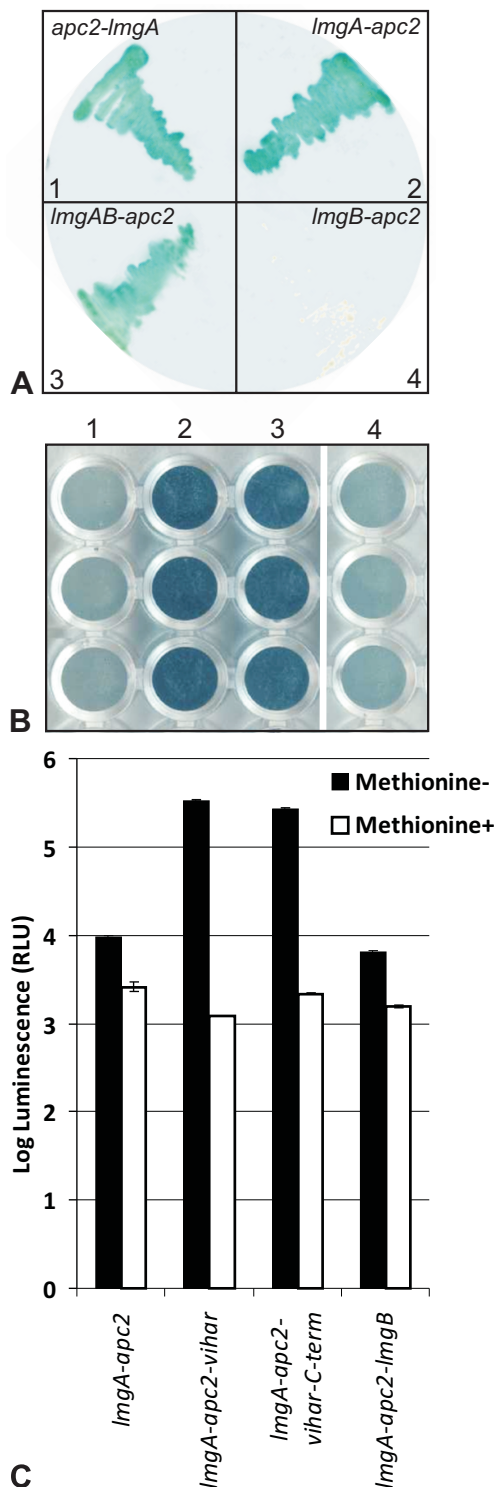 apc2-lmgA
lmgA-apc2
1
2
lmgAB-apc2
lmgB-apc2
3
4
A
1 2 3 4
B
6
5
4
3
2
1
0
Log Luminescence (RLU)
Methionine-
Methionine+
lmgA-apc2
lmgA-apc2-vihar
lmgA-apc2-
vihar-C-term
lmgA-apc2-lmgB
C